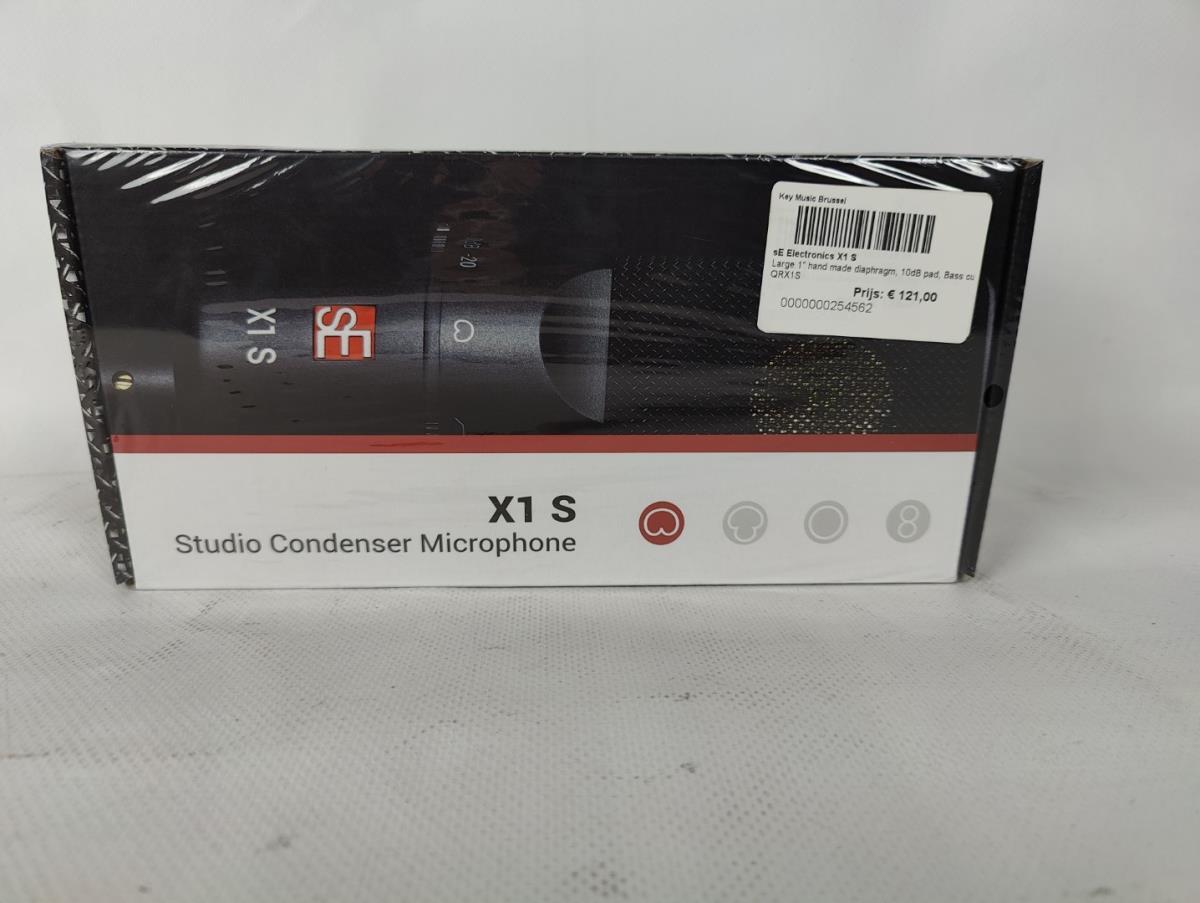 Key Music Brussel
sE Electronics X1 S
Large 1" hand made diaphragm, 10dB pad, Bass cu
QRX1S
Prijs: € 121,00
0000000254562
X1 S
sE
20
X1 S
Studio Condenser Microphone